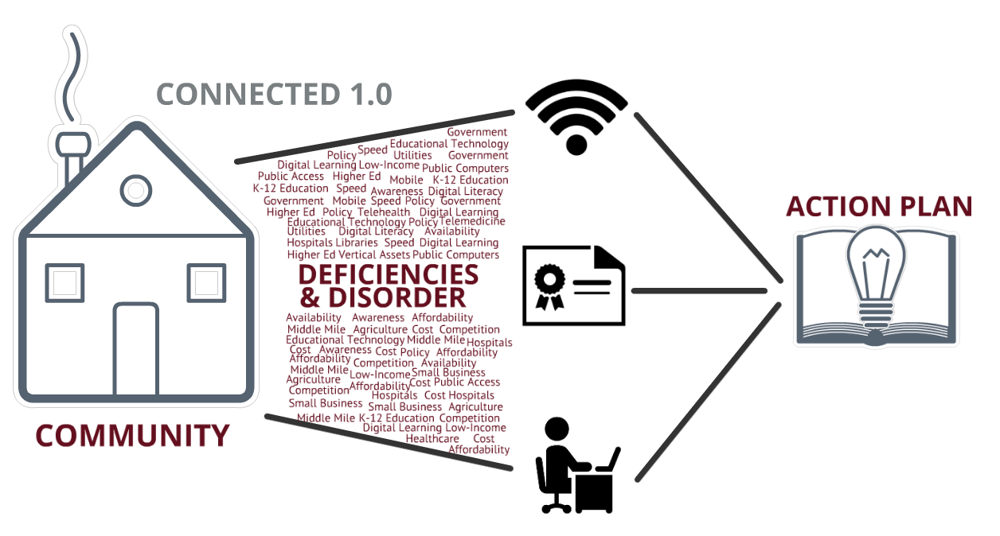 CONNECTED 1.0
Government
Educational Technology
Speed
Policy Utilities Government
Digital Learning Low-Income Public Computers
Public Access Higher Ed Mobile K-12 Education
K-12 Education Speed Awareness Digital Literacy
Government Mobile Speed Policy Government
Higher Ed Policy Telehealth Digital Learning
Educational Technology Policy Telemedicine
Utilities Digital Literacy Availability
Hospitals Libraries Speed Digital Learning
Higher Ed Vertical Assets Public Computers
DEFICIENCIES
& DISORDER
Availability Awareness Affordability
Middle Mile Agriculture Cost Competition
Educational Technology Middle Mile Hospitals
Cost Awareness Cost Policy Affordability
Affordability Competition Availability
Middle Mile Low-Income Small Business
Agriculture Affordability Cost Public Access
Competition Hospitals Cost Hospitals
Small Business Small Business Agriculture
Middle Mile K-12 Education Competition
Digital Learning Low-Income
Healthcare Cost
Affordability
COMMUNITY
ACTION PLAN